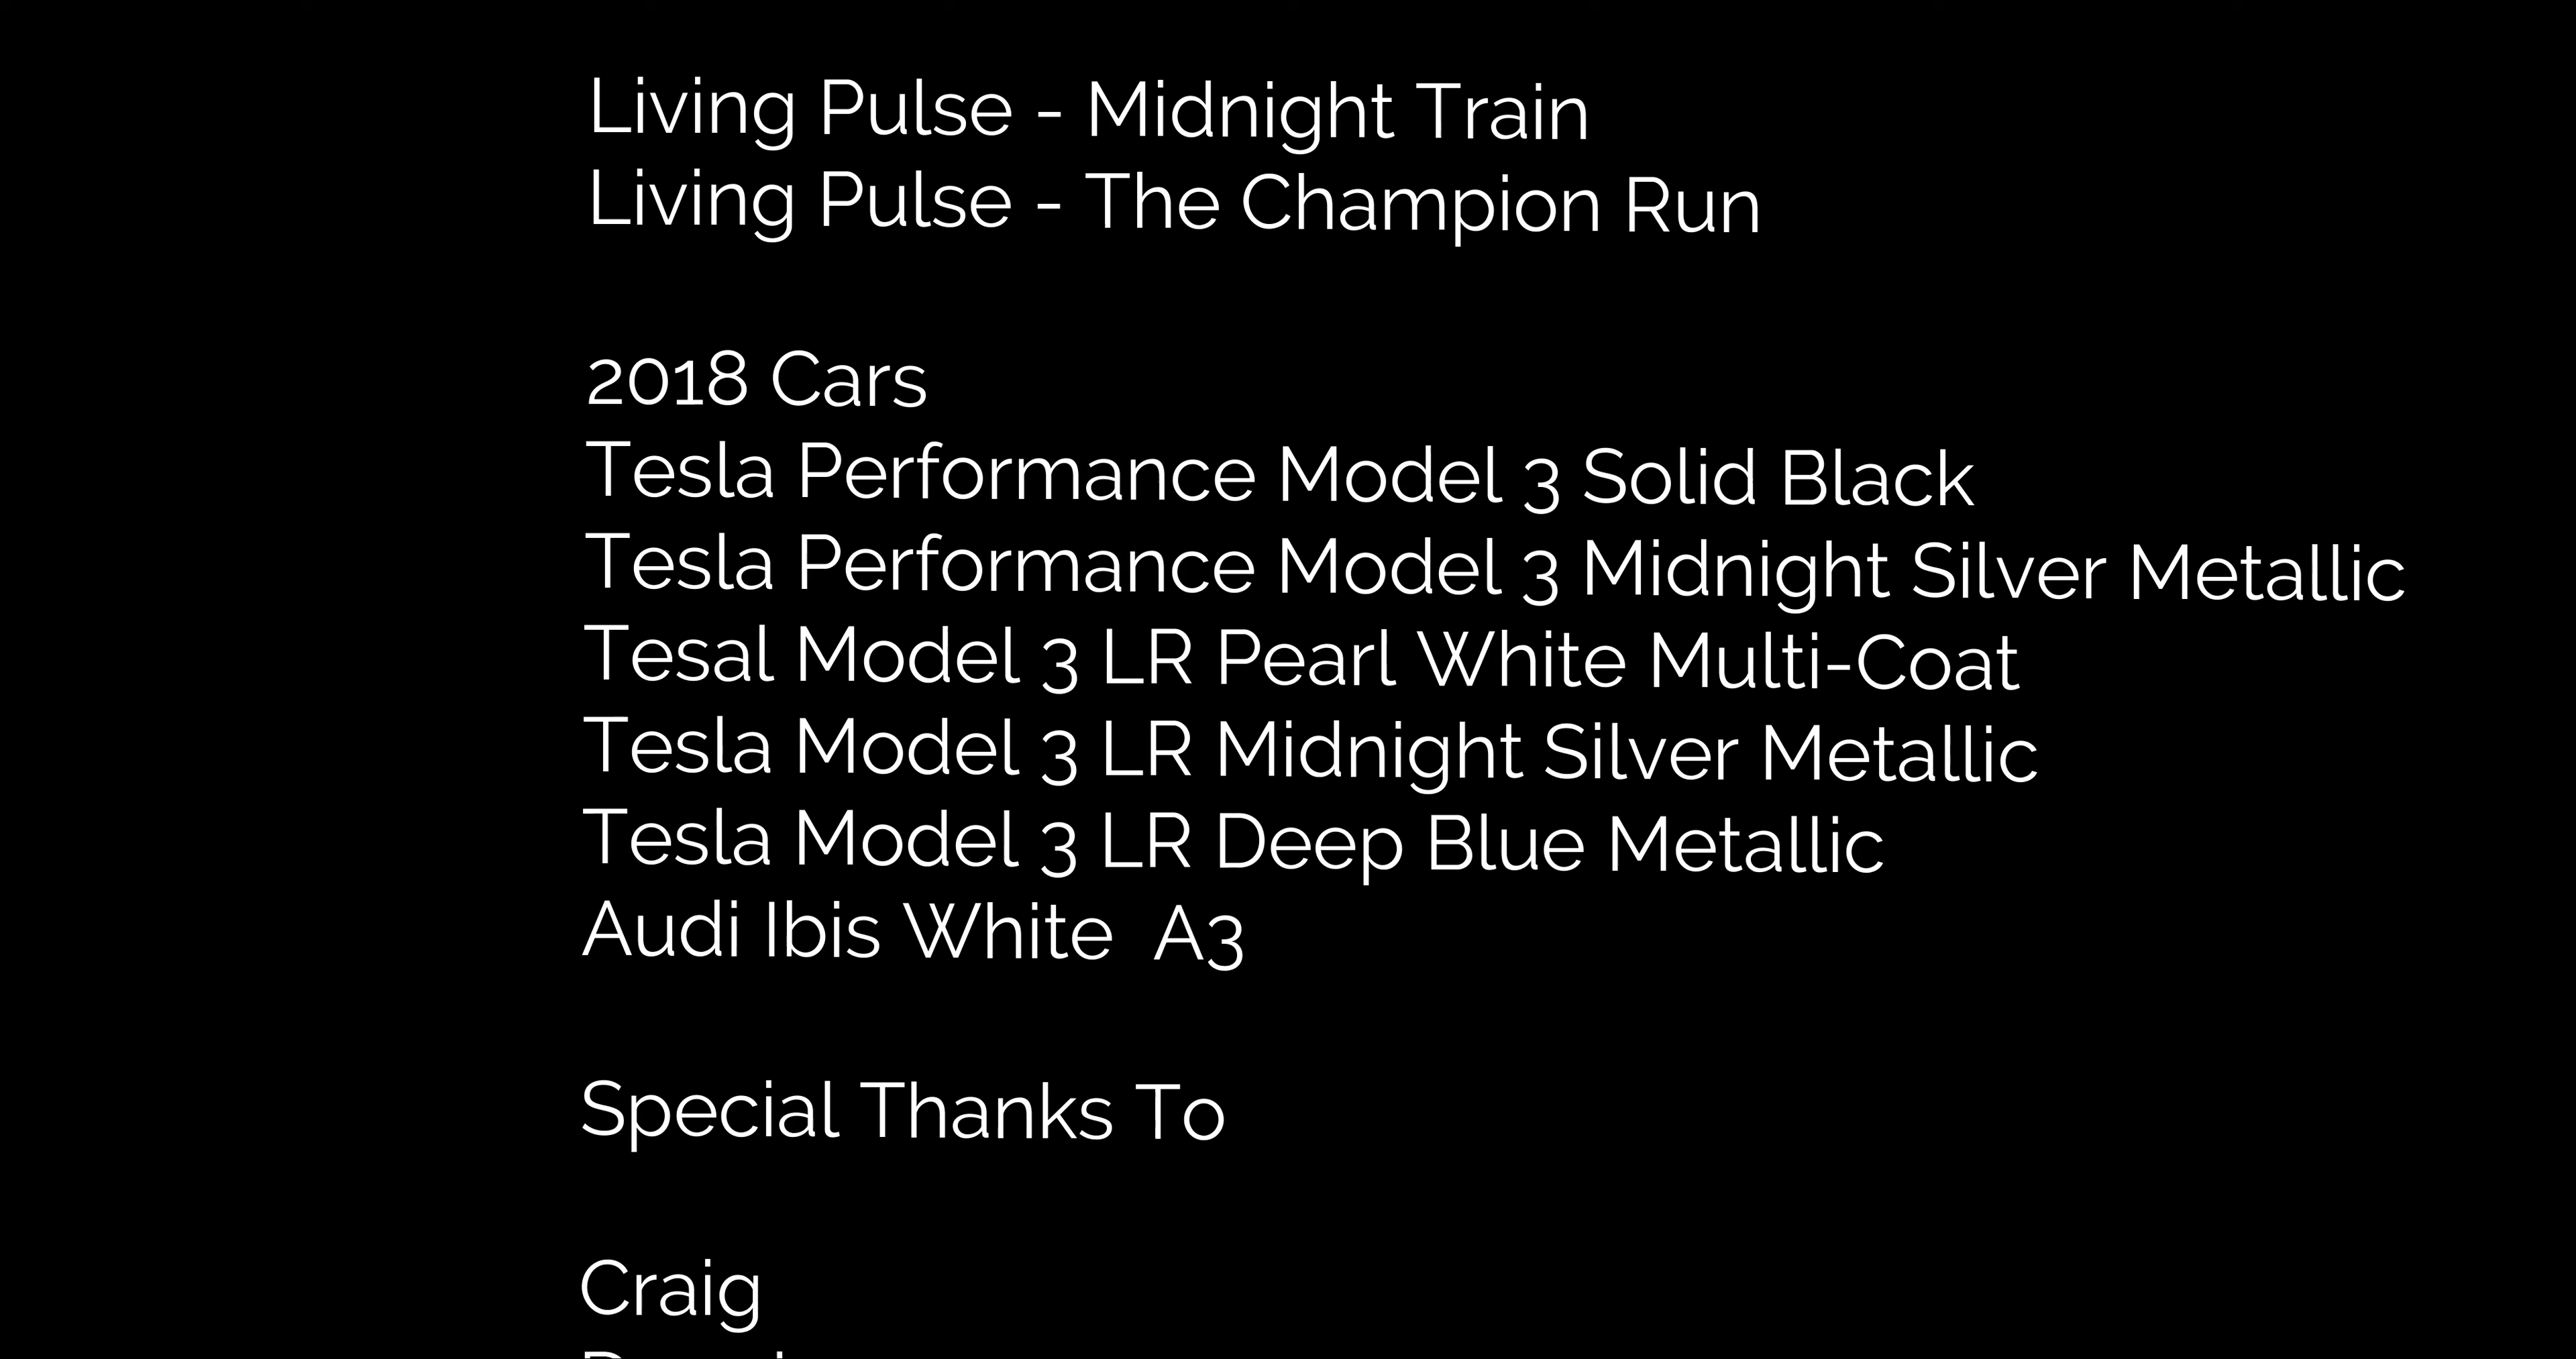 Living Pulse - Midnight Train
Living Pulse - The Champion Run
2018 Cars
Tesla Performance Model 3 Solid Black
Tesla Performance Model 3 Midnight Silver Metallic
Tesal Model 3 LR Pearl White Multi-Coat
Tesla Model 3 LR Midnight Silver Metallic
Tesla Model 3 LR Deep Blue Metallic
Audi Ibis White  A3
Special Thanks To
Craig